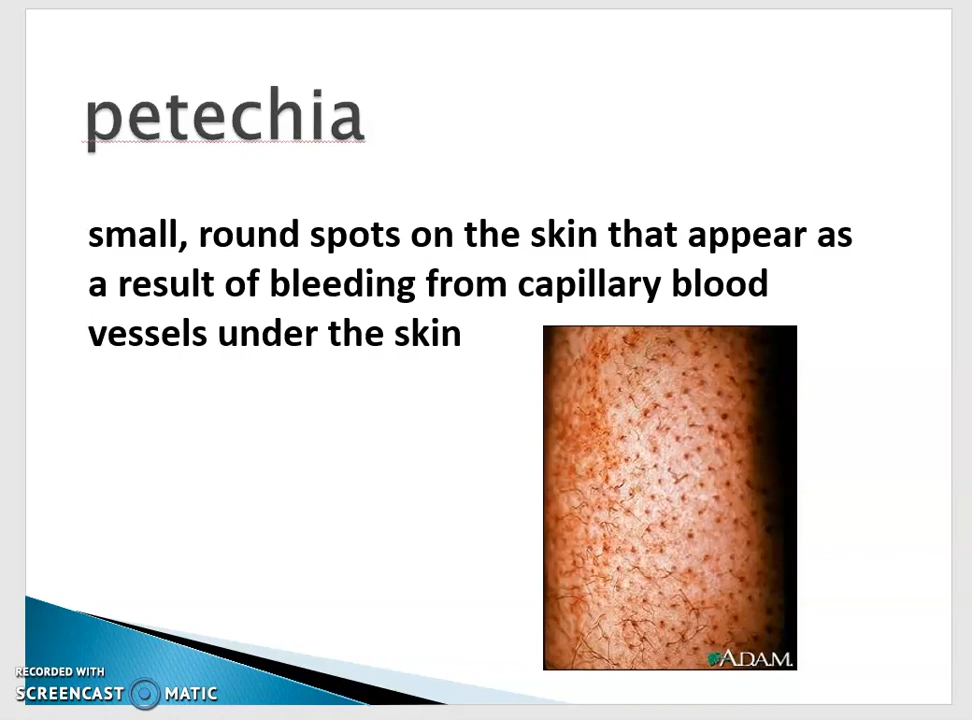 petechia
small, round spots on the skin that appear as
a result of bleeding from capillary blood
vessels under the skin
ADAM.
RECORDED WITH
SCREENCAST MATIC